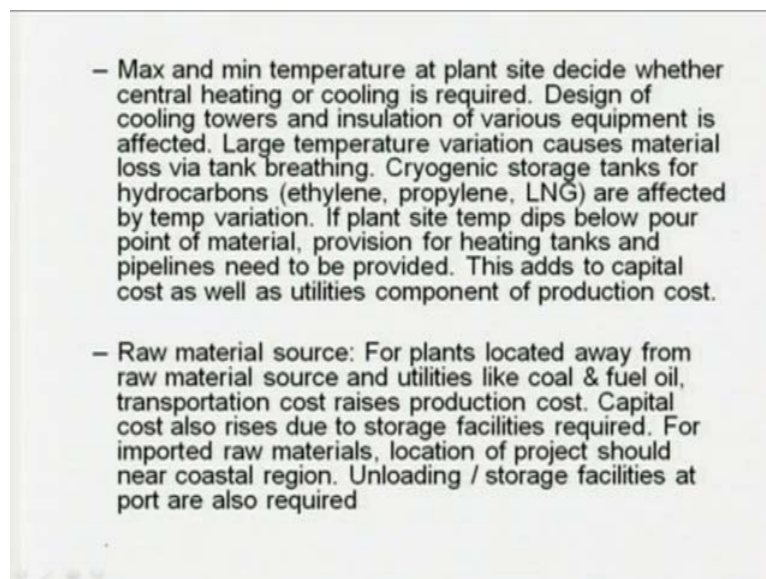 – Max and min temperature at plant site decide whether
central heating or cooling is required. Design of
cooling towers and insulation of various equipment is
affected. Large temperature variation causes material
loss via tank breathing. Cryogenic storage tanks for
hydrocarbons (ethylene, propylene, LNG) are affected
by temp variation. If plant site temp dips below pour
point of material, provision for heating tanks and
pipelines need to be provided. This adds to capital
cost as well as utilities component of production cost.
– Raw material source: For plants located away from
raw material source and utilities like coal & fuel oil,
transportation cost raises production cost. Capital
cost also rises due to storage facilities required. For
imported raw materials, location of project should
near coastal region. Unloading / storage facilities at
port are also required